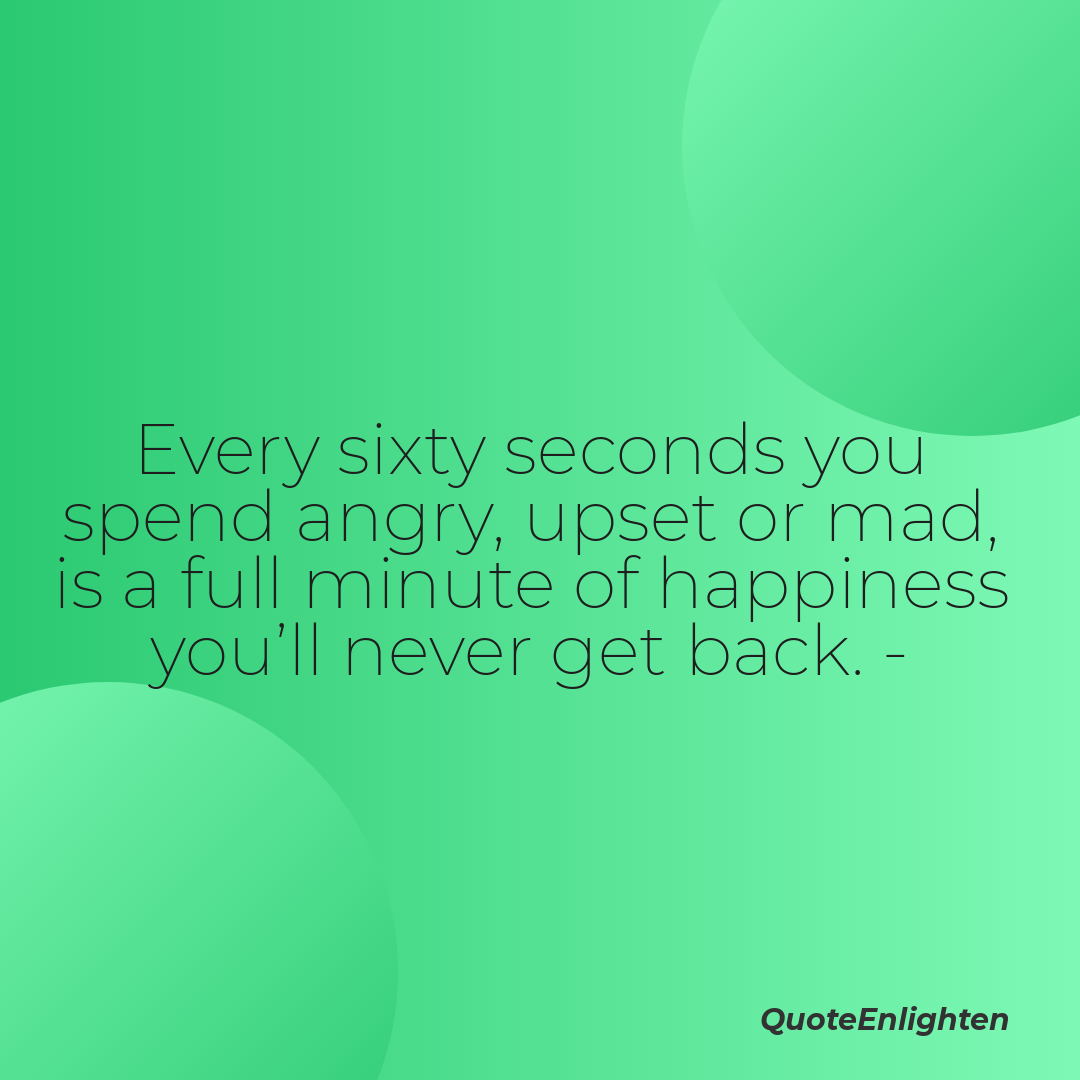 Every sixty seconds you
spend angry, upset or mad,
is a full minute of happiness
you’ll never get back. -
QuoteEnlighten